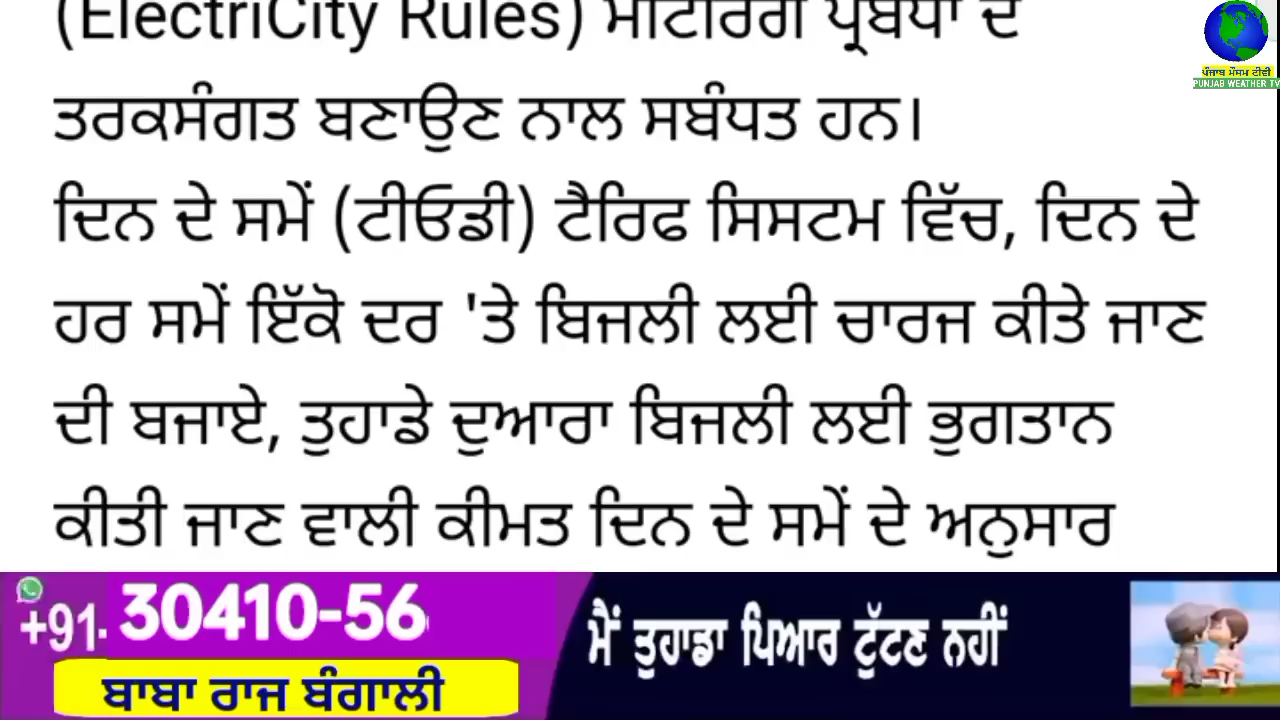 (ElectriCity Rules) ਮੀਟਰਿੰਗ ਪ੍ਰਬੰਧਾਂ ਦੇ
ਤਰਕਸੰਗਤ ਬਣਾਉਣ ਨਾਲ ਸਬੰਧਤ ਹਨ।
ਦਿਨ ਦੇ ਸਮੇਂ (ਟੀਓਡੀ) ਟੈਰਿਫ ਸਿਸਟਮ ਵਿੱਚ, ਦਿਨ ਦੇ
ਹਰ ਸਮੇਂ ਇੱਕੋ ਦਰ 'ਤੇ ਬਿਜਲੀ ਲਈ ਚਾਰਜ ਕੀਤੇ ਜਾਣ
ਦੀ ਬਜਾਏ, ਤੁਹਾਡੇ ਦੁਆਰਾ ਬਿਜਲੀ ਲਈ ਭੁਗਤਾਨ
ਕੀਤੀ ਜਾਣ ਵਾਲੀ ਕੀਮਤ ਦਿਨ ਦੇ ਸਮੇਂ ਦੇ ਅਨੁਸਾਰ
ਪੰਜਾਬ ਮੌਸਮ ਟੀਵੀ
PUNJAB WEATHER TV
+91- 30410-56
ਬਾਬਾ ਰਾਜ ਬੰਗਾਲੀ
ਮੈਂ ਤੁਹਾਡਾ ਪਿਆਰ ਟੁੱਟਣ ਨਹੀਂ